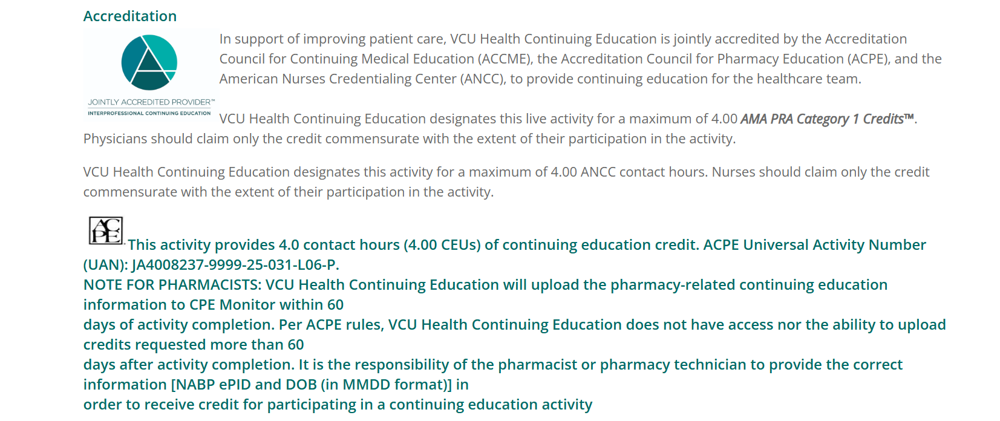 Accreditation
In support of improving patient care, VCU Health Continuing Education is jointly accredited by the Accreditation
Council for Continuing Medical Education (ACCME), the Accreditation Council for Pharmacy Education (ACPE), and the
American Nurses Credentialing Center (ANCC), to provide continuing education for the healthcare team.
JOINTLY ACCREDITED PROVIDER™
INTERPROFESSIONAL CONTINUING EDUCATION
VCU Health Continuing Education designates this live activity for a maximum of 4.00 AMA PRA Category 1 Credits™.
Physicians should claim only the credit commensurate with the extent of their participation in the activity.
VCU Health Continuing Education designates this activity for a maximum of 4.00 ANCC contact hours. Nurses should claim only the credit
commensurate with the extent of their participation in the activity.
ACPE
This activity provides 4.0 contact hours (4.00 CEUs) of continuing education credit. ACPE Universal Activity Number
(UAN): JA4008237-9999-25-031-L06-P.
NOTE FOR PHARMACISTS: VCU Health Continuing Education will upload the pharmacy-related continuing education
information to CPE Monitor within 60
days of activity completion. Per ACPE rules, VCU Health Continuing Education does not have access nor the ability to upload
credits requested more than 60
days after activity completion. It is the responsibility of the pharmacist or pharmacy technician to provide the correct
information [NABP ePID and DOB (in MMDD format)] in
order to receive credit for participating in a continuing education activity